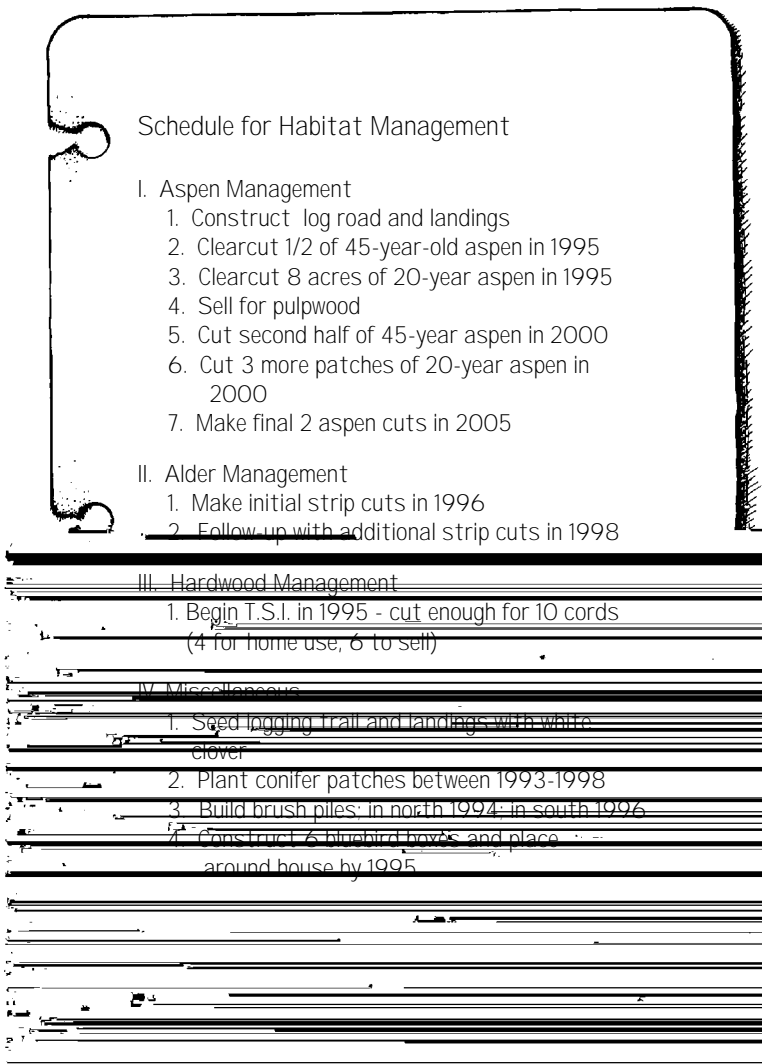 Schedule for Habitat Management
I. Aspen Management
1. Construct log road and landings
2. Clearcut 1/2 of 45-year-old aspen in 1995
3. Clearcut 8 acres of 20-year aspen in 1995
4. Sell for pulpwood
5. Cut second half of 45-year aspen in 2000
6. Cut 3 more patches of 20-year aspen in
2000
7. Make final 2 aspen cuts in 2005
II. Alder Management
1. Make initial strip cuts in 1996
2. Follow-up with additional strip cuts in 1998
III. Hardwood Management
1. Begin T.S.I. in 1995 - cut enough for 10 cords
(4 for home use, 6 to sell)
IV. Miscellaneous
1. Seed logging trail and landings with white
clover
2. Plant conifer patches between 1993-1998
3. Build brush piles; in north 1994; in south 1996
4. Construct 6 bluebird boxes and place
around house by 1995